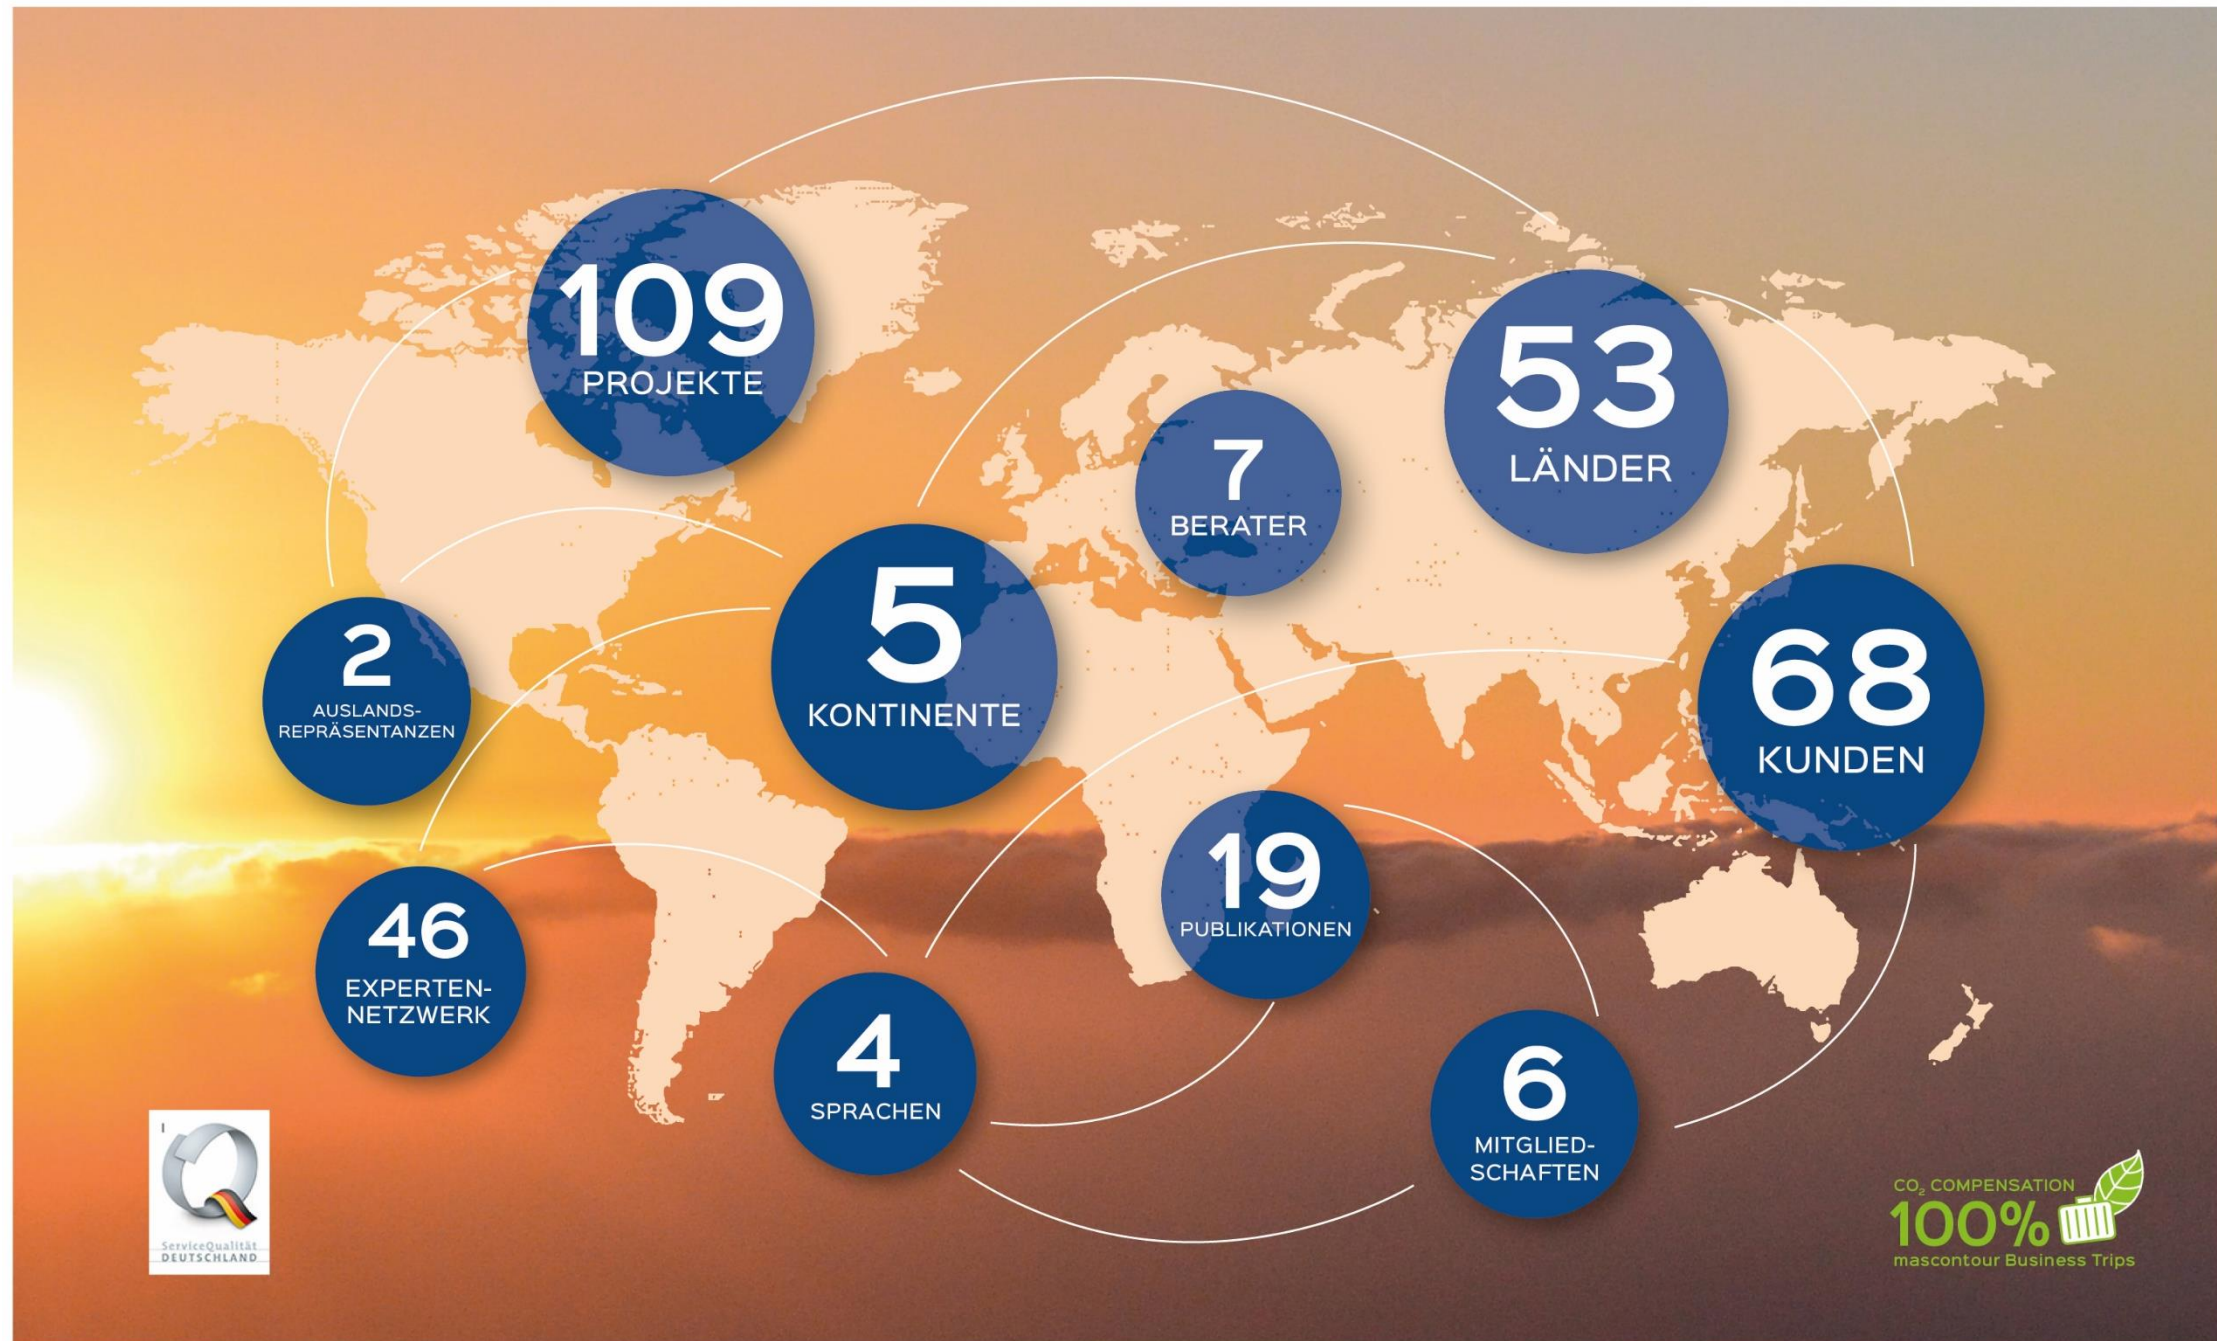 109
PROJEKTE
53
LÄNDER
7
BERATER
5
KONTINENTE
2
AUSLANDS-
REPRÄSENTANZEN
68
KUNDEN
19
PUBLIKATIONEN
46
EXPERTEN-
NETZWERK
4
SPRACHEN
6
MITGLIED-
SCHAFTEN
I
Q
ServiceQualität
DEUTSCHLAND
CO₂ COMPENSATION
100%
mascontour Business Trips